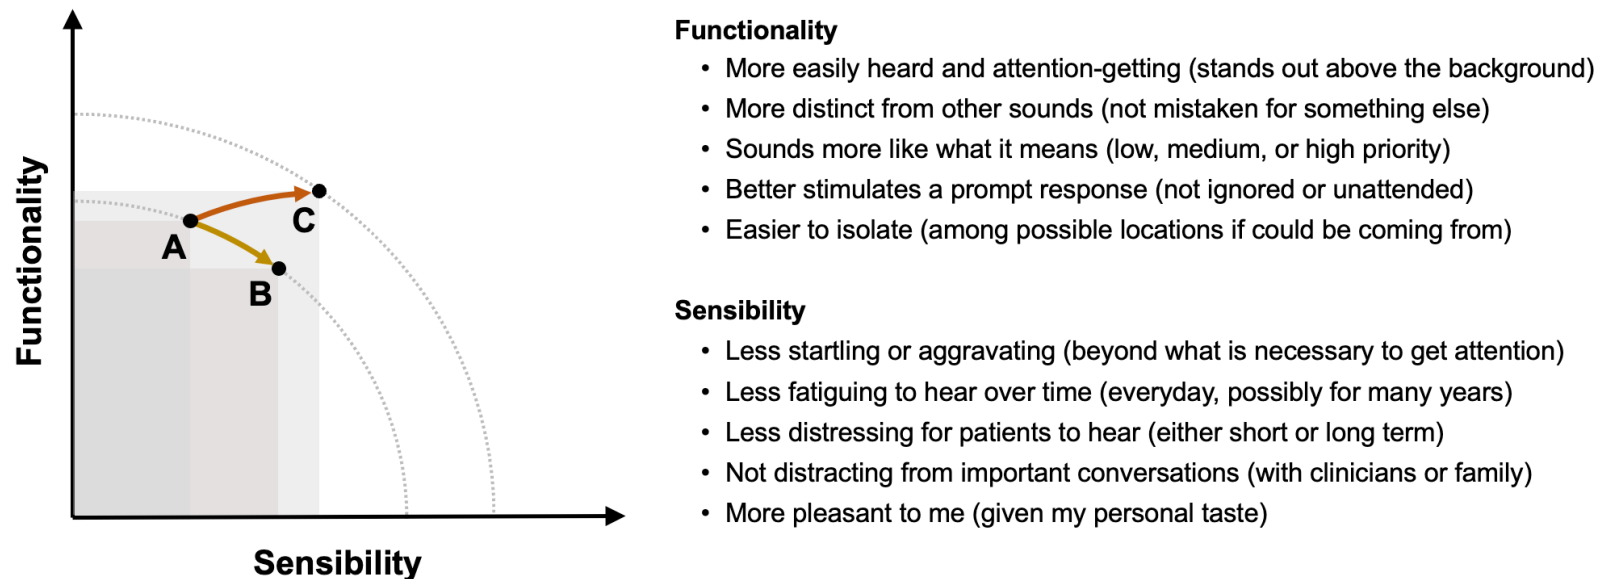 Functionality
A
B
C
Sensibility
Functionality
• More easily heard and attention-getting (stands out above the background)
• More distinct from other sounds (not mistaken for something else)
• Sounds more like what it means (low, medium, or high priority)
• Better stimulates a prompt response (not ignored or unattended)
• Easier to isolate (among possible locations if could be coming from)
Sensibility
• Less startling or aggravating (beyond what is necessary to get attention)
• Less fatiguing to hear over time (everyday, possibly for many years)
• Less distressing for patients to hear (either short or long term)
• Not distracting from important conversations (with clinicians or family)
• More pleasant to me (given my personal taste)